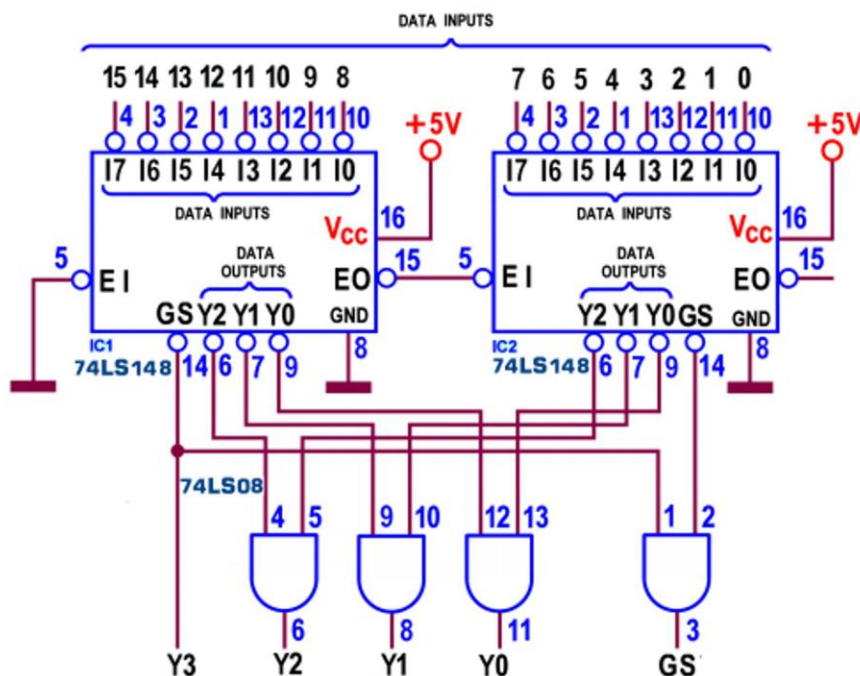 DATA INPUTS
15 14 13 12 11 10 9 8
7 6 5 4 3 2 1 0
4 3 2 1 13 12 11 10
4 3 2 1 13 12 11 10
+5V
+5V
I7 I6 I5 I4 I3 I2 I1 I0
I7 I6 I5 I4 I3 I2 I1 I0
DATA INPUTS
DATA INPUTS
VCC
16
VCC
16
5
EI
DATA
OUTPUTS
EO
15
5
EI
DATA
OUTPUTS
EO
15
GS Y2 Y1 Y0
GND
Y2 Y1 Y0 GS
GND
IC1
74LS148
14 6 7 9
8
IC2
74LS148
6 7 9 14
8
74LS08
4 5
9 10
12 13
1 2
6
8
11
3
Y3 Y2 Y1 Y0 GS